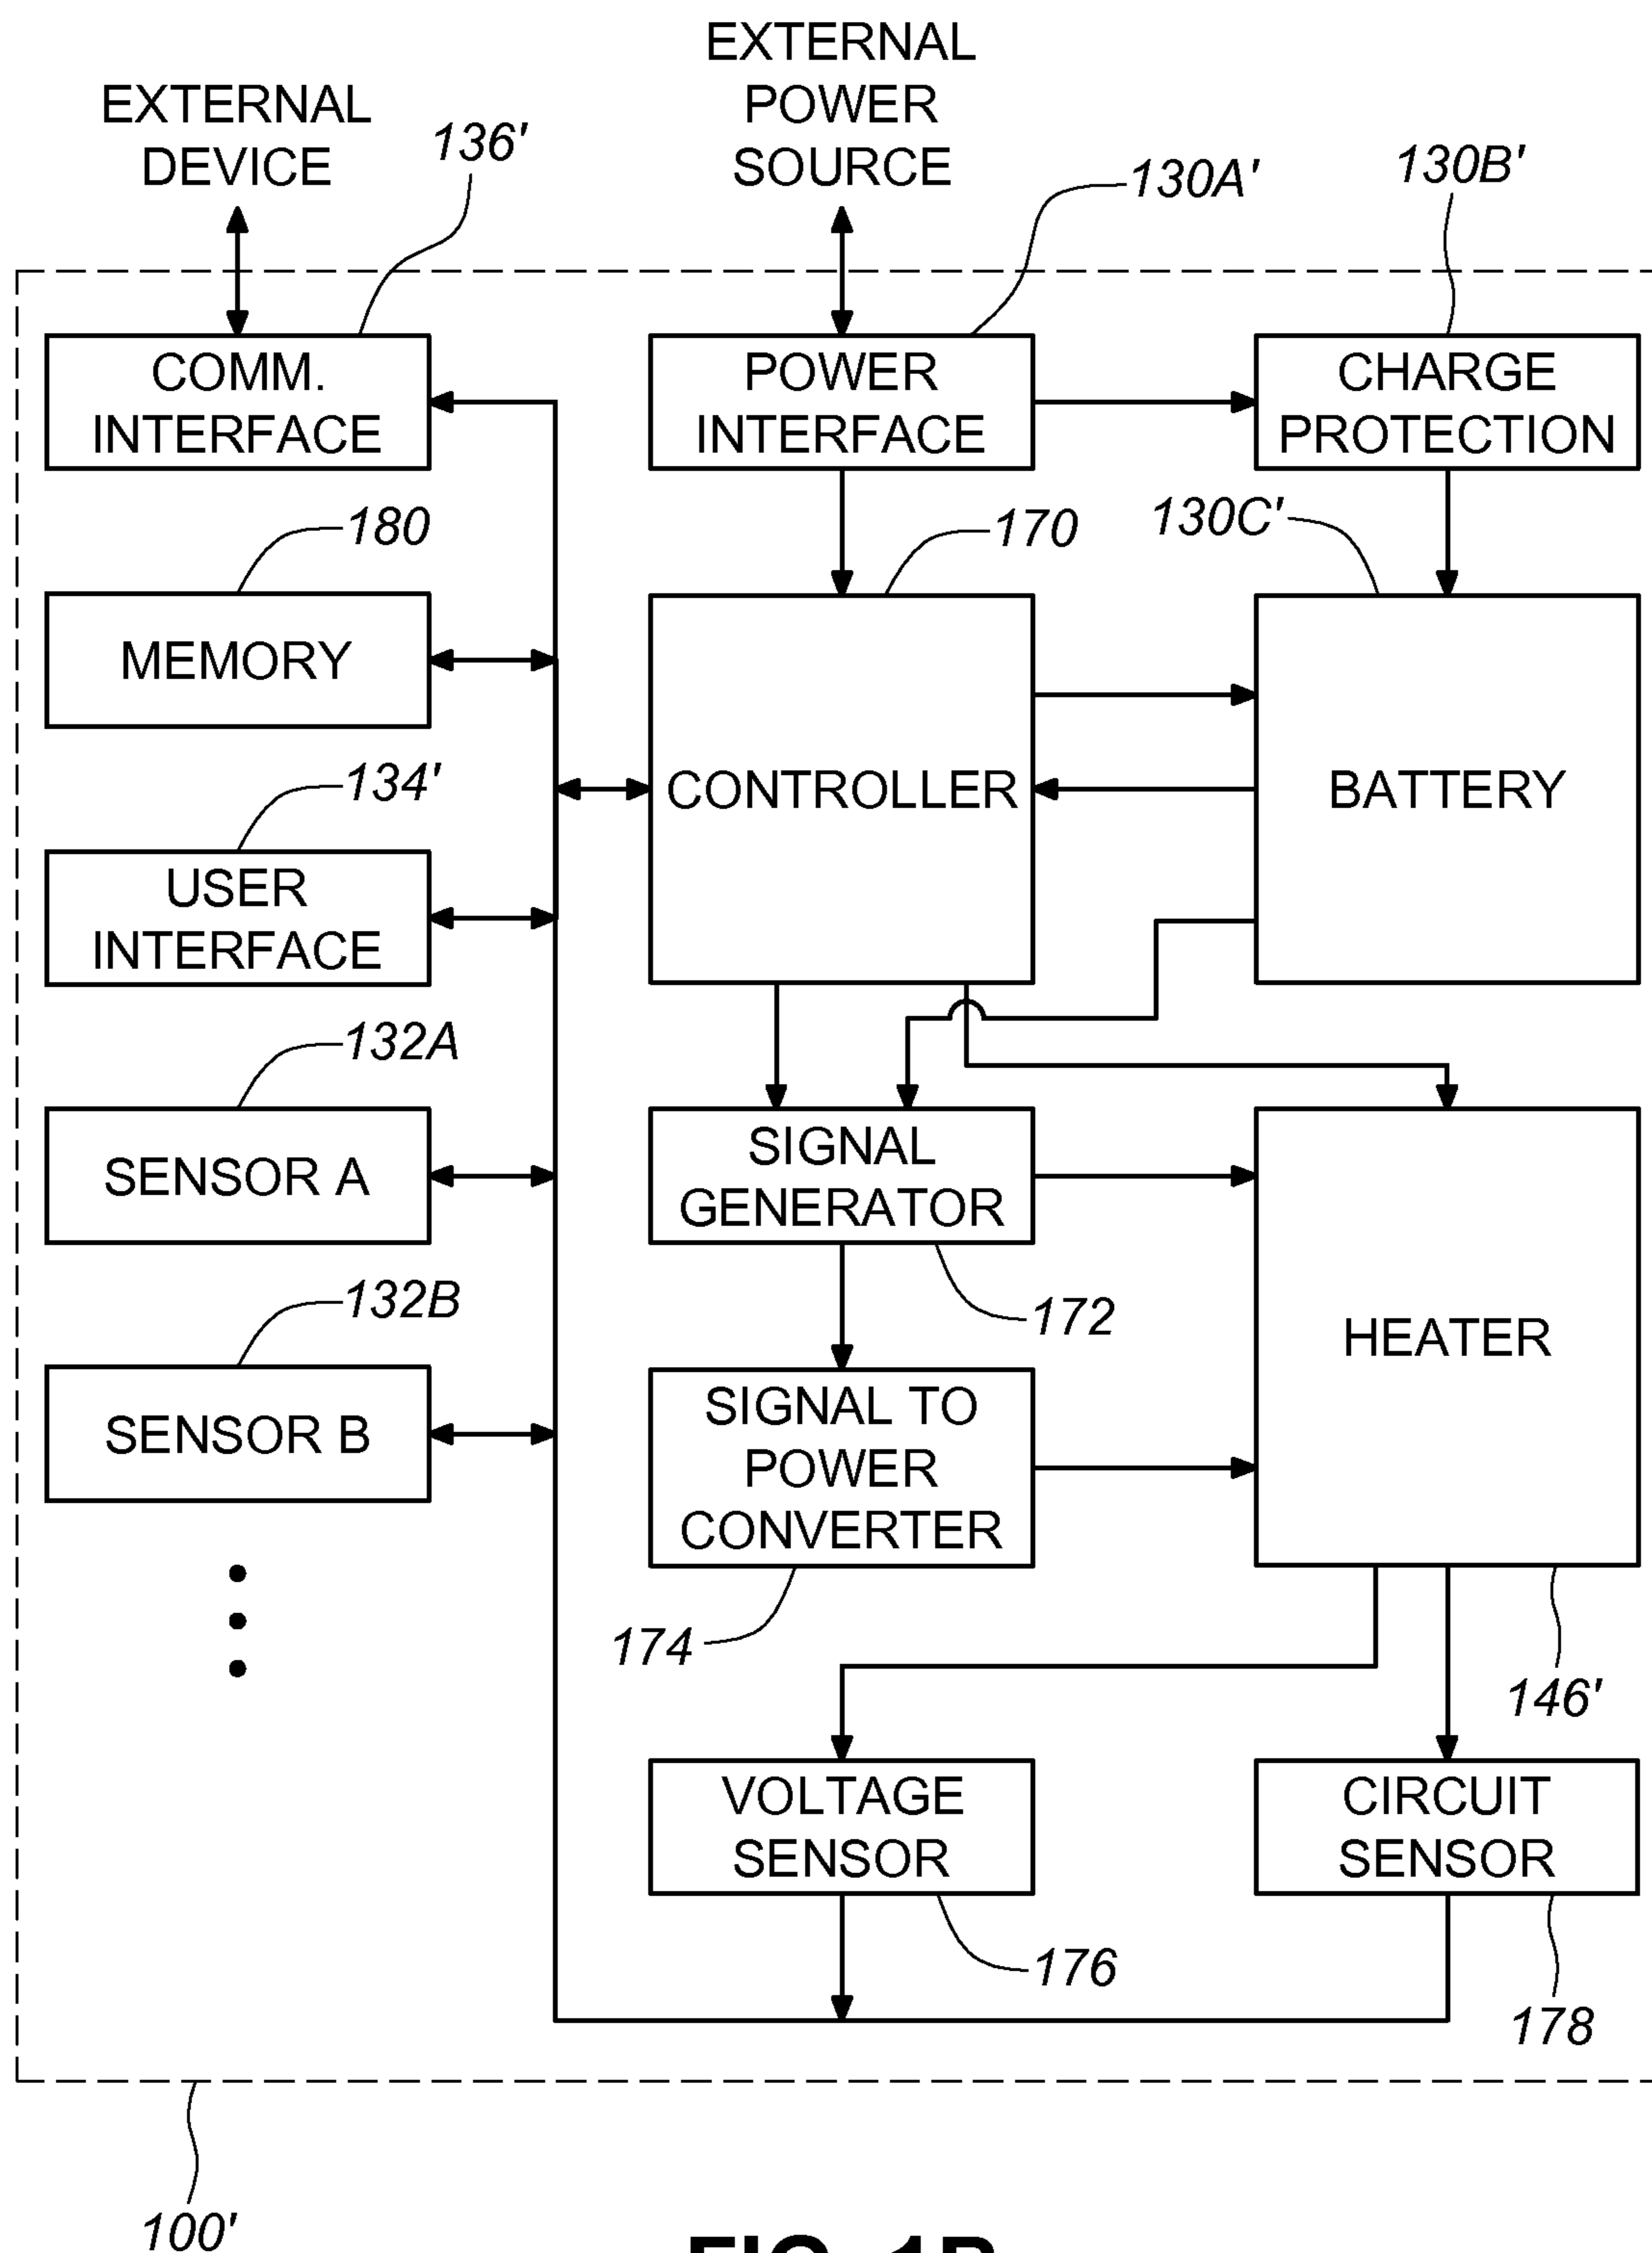 EXTERNAL
DEVICE
136'
EXTERNAL
POWER
SOURCE
130A'
130B'
COMM.
INTERFACE
POWER
INTERFACE
CHARGE
PROTECTION
180
170
130C'
MEMORY
CONTROLLER
BATTERY
134'
USER
INTERFACE
132A
SENSOR A
SIGNAL
GENERATOR
172
HEATER
132B
SENSOR B
SIGNAL TO
POWER
CONVERTER
174
146'
VOLTAGE
SENSOR
CIRCUIT
SENSOR
176
178
100'
FIG. 1B